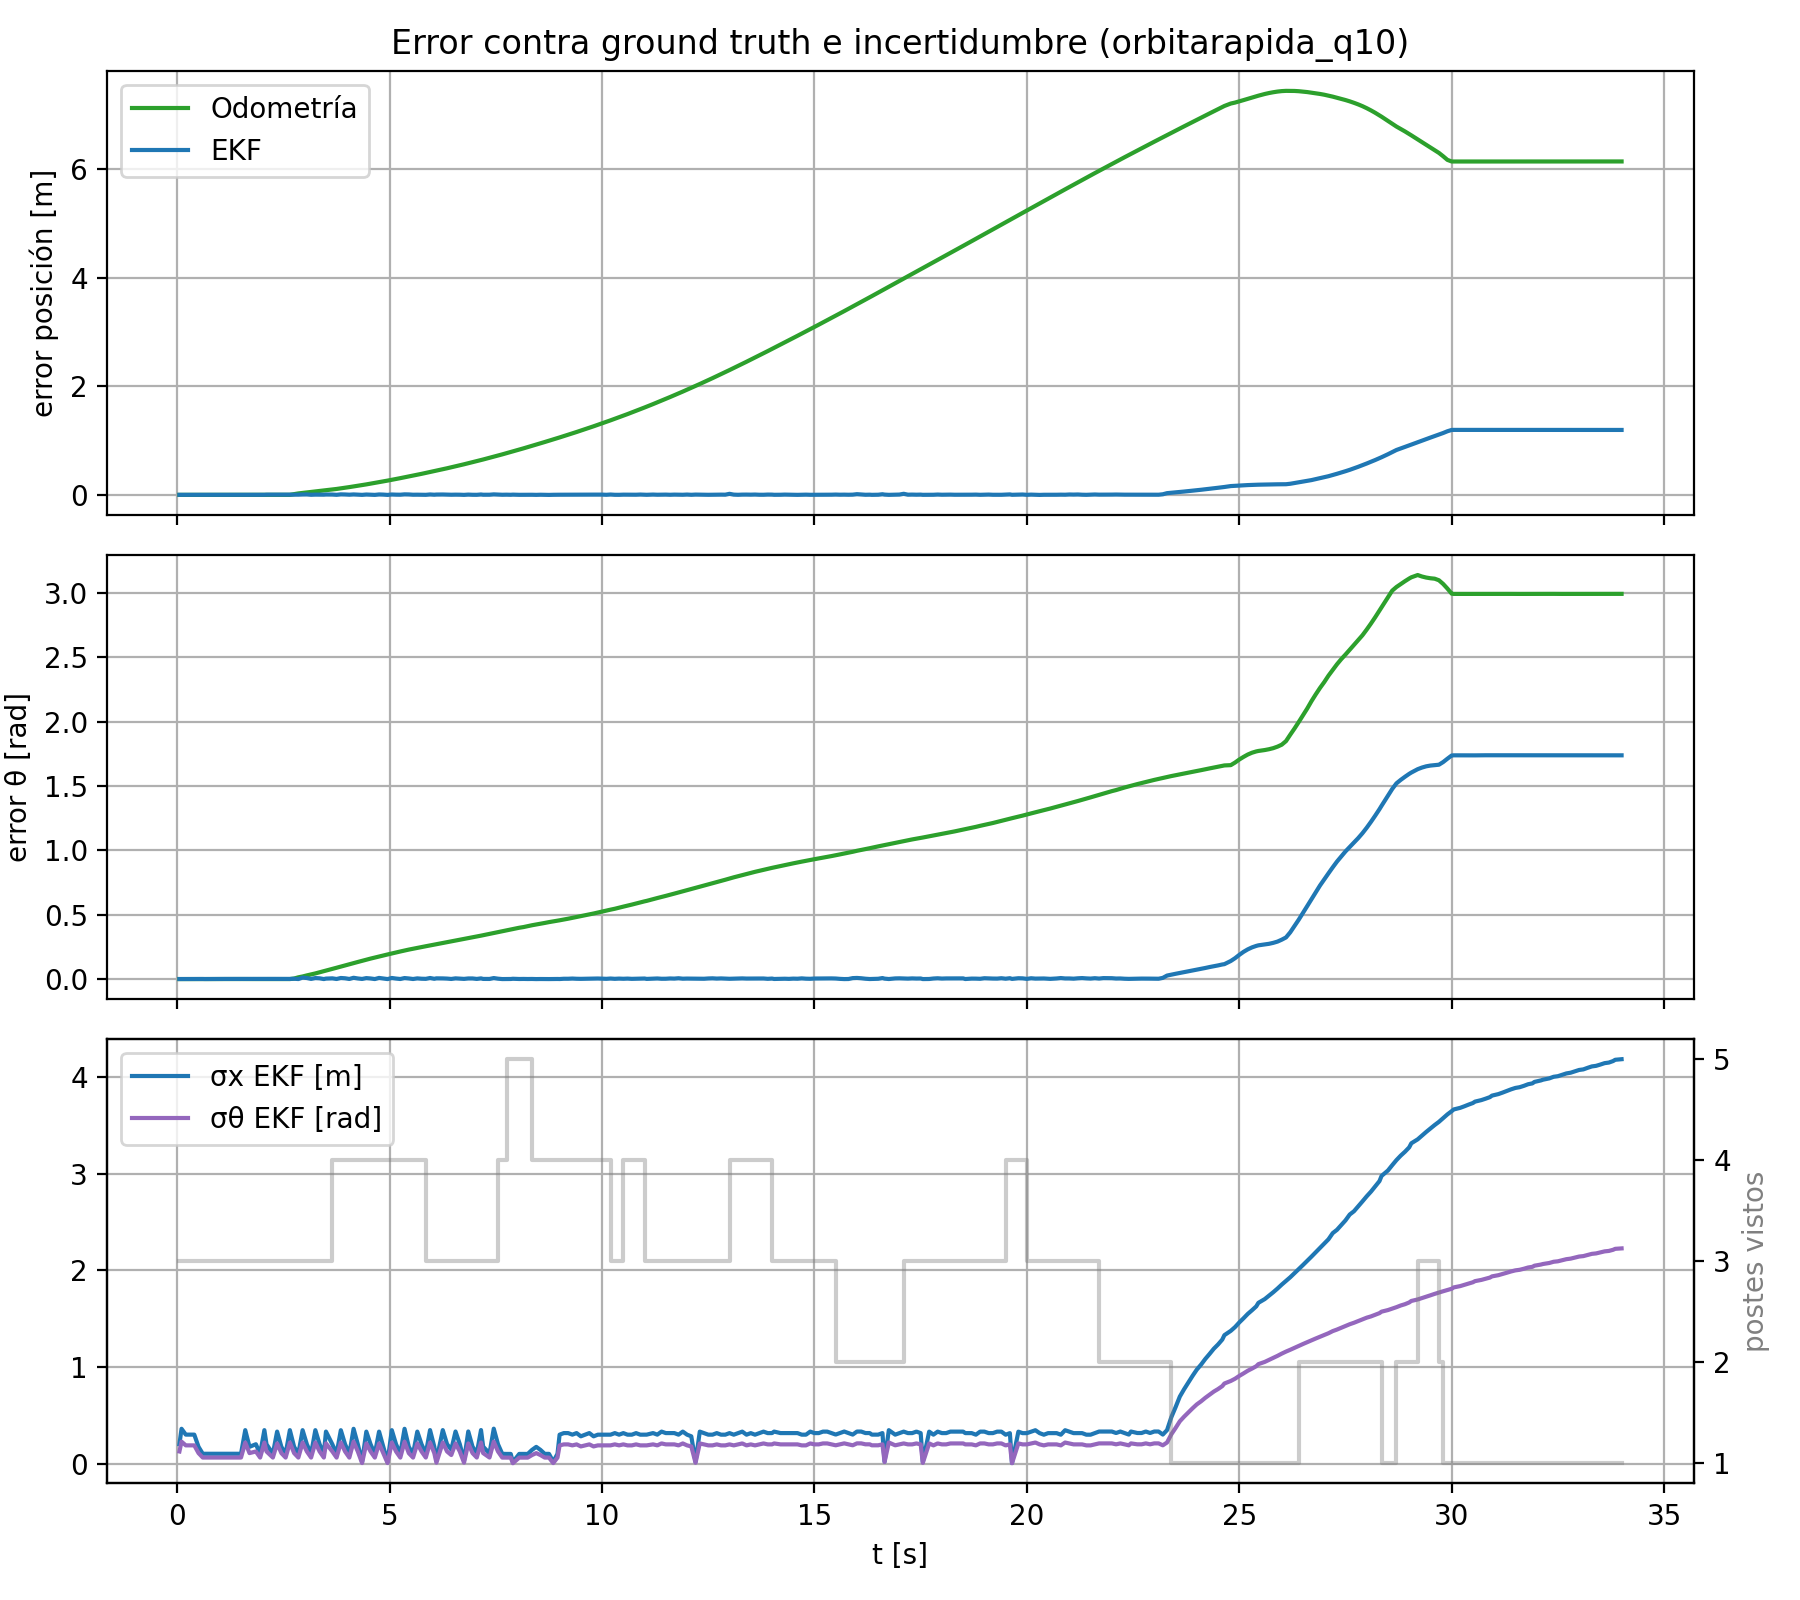 Error contra ground truth e incertidumbre (orbitarapida_q10)
Odometría
EKF
error posición [m]
6
4
2
0
error θ [rad]
3.0
2.5
2.0
1.5
1.0
0.5
0.0
σx EKF [m]
σθ EKF [rad]
4
3
2
1
0
5
4
3
2
1
postes vistos
0 5 10 15 20 25 30 35
t [s]